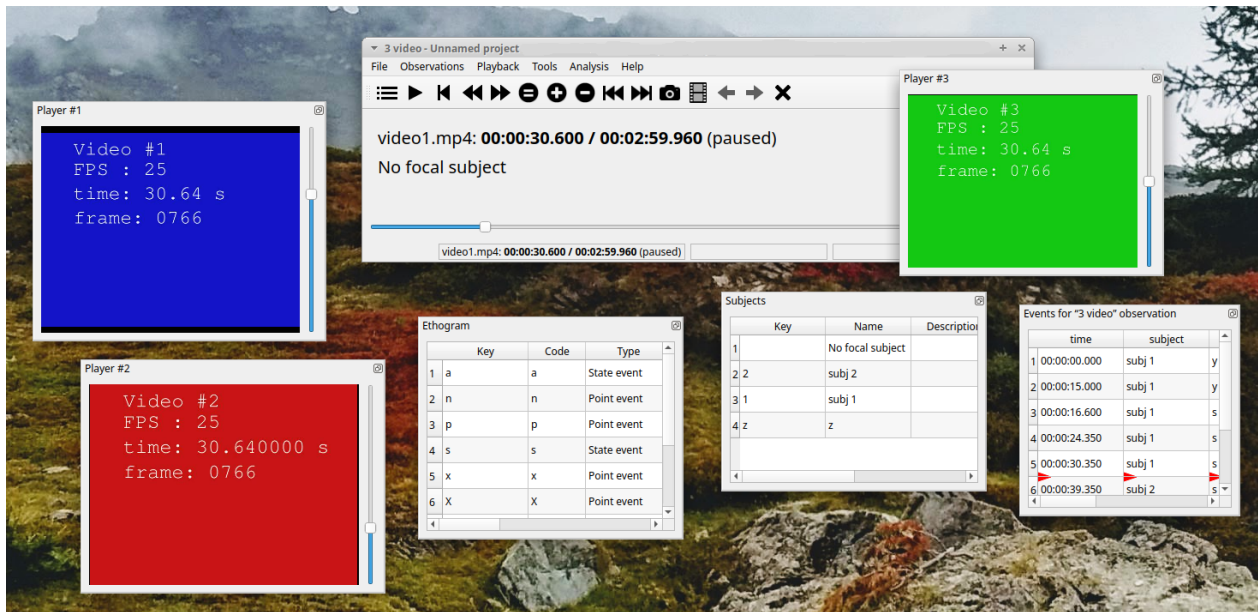 3 video - Unnamed project
File Observations Playback Tools Analysis Help
video1.mp4: 00:00:30.600 / 00:02:59.960 (paused)
No focal subject
video1.mp4: 00:00:30.600 / 00:02:59.960 (paused)
Player #1
Video #1
FPS : 25
time: 30.64 s
frame: 0766
Player #3
Video #3
FPS : 25
time: 30.64 s
frame: 0766
Player #2
Video #2
FPS : 25
time: 30.640000 s
frame: 0766
Ethogram
Key Code Type
1 a a State event
2 n n Point event
3 p p Point event
4 s s State event
5 x x Point event
6 X X Point event
Subjects
Key Name Description
1 No focal subject
2 2 subj 2
3 1 subj 1
4 z z
Events for "3 video" observation
time subject
1 00:00:00.000 subj 1 y
2 00:00:15.000 subj 1 y
3 00:00:16.600 subj 1 s
4 00:00:24.350 subj 1 s
5 00:00:30.350 subj 1 s
6 00:00:39.350 subj 2 s